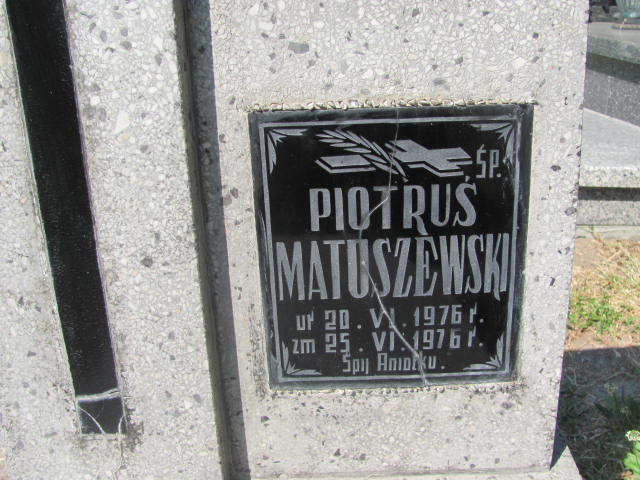 ŚP.
PIOTRUŚ
MATUSZEWSKI
ur 20 . VI . 1976 r.
zm 25 . VI 1976 r.
Śpij Aniołku .